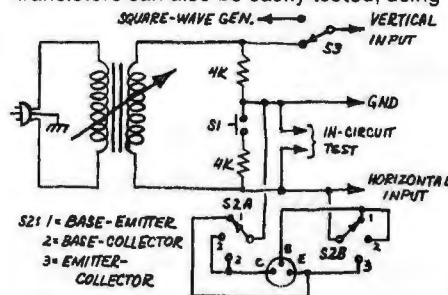 Transistors can also be easily tested, using
SQUARE-WAVE GEN.
VERTICAL
INPUT
S3
4K
GND
S1
IN-CIRCUIT
TEST
4K
HORIZONTAL
INPUT
S2A
1
1
S2S 1=BASE-EMITTER
2=BASE-COLLECTOR
3=EMITTER-
COLLECTOR
2
3
C
B
E
S2B
2
3